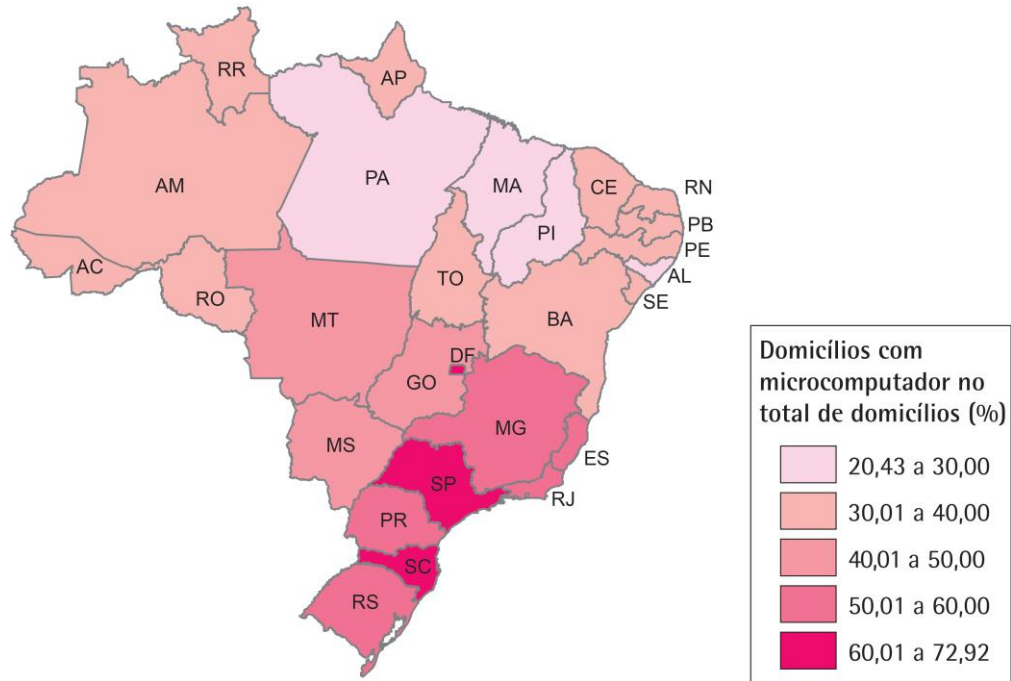 RR
AP
AM
PA
MA
CE
RN
PB
PI
PE
AC
TO
AL
RO
SE
MT
BA
DF
GO
MG
MS
ES
SP
RJ
PR
SC
RS
Domicílios com
microcomputador no
total de domicílios (%)
20,43 a 30,00
30,01 a 40,00
40,01 a 50,00
50,01 a 60,00
60,01 a 72,92